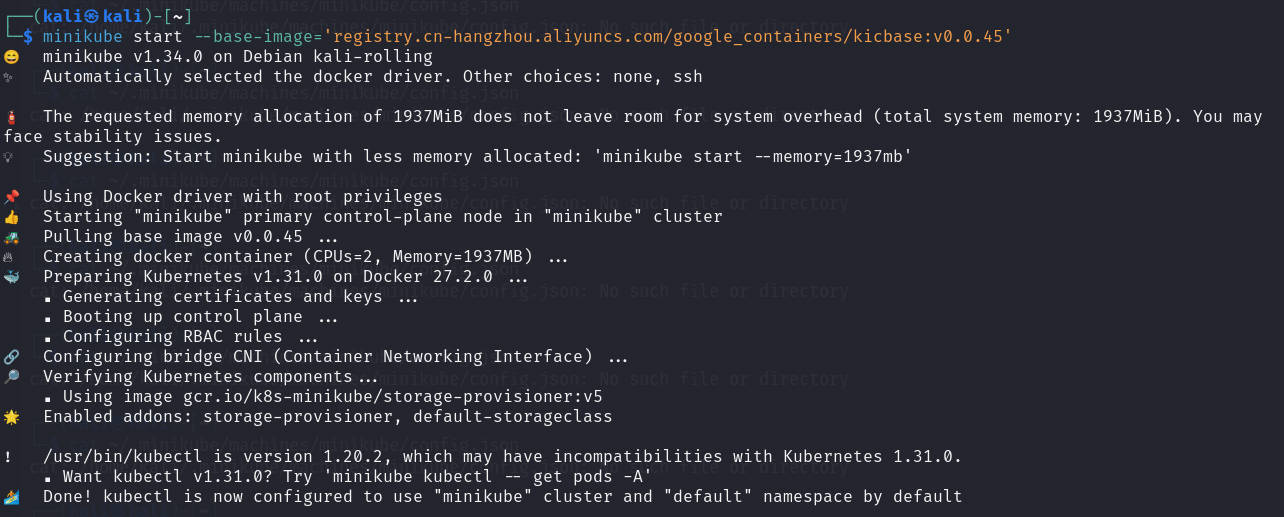 ┌──(kali㉿kali)-[~]
└─$ minikube start --base-image='registry.cn-hangzhou.aliyuncs.com/google_containers/kicbase:v0.0.45'
😄 minikube v1.34.0 on Debian kali-rolling
✨ Automatically selected the docker driver. Other choices: none, ssh
🧯 The requested memory allocation of 1937MiB does not leave room for system overhead (total system memory: 1937MiB). You may
face stability issues.
💡 Suggestion: Start minikube with less memory allocated: 'minikube start --memory=1937mb'
📌 Using Docker driver with root privileges
👍 Starting "minikube" primary control-plane node in "minikube" cluster
🚜 Pulling base image v0.0.45 ...
🔥 Creating docker container (CPUs=2, Memory=1937MB) ...
🐳 Preparing Kubernetes v1.31.0 on Docker 27.2.0 ...
▪ Generating certificates and keys ...
▪ Booting up control plane ...
▪ Configuring RBAC rules ...
🔗 Configuring bridge CNI (Container Networking Interface) ...
🔎 Verifying Kubernetes components...
▪ Using image gcr.io/k8s-minikube/storage-provisioner:v5
🌟 Enabled addons: storage-provisioner, default-storageclass
❗ /usr/bin/kubectl is version 1.20.2, which may have incompatibilities with Kubernetes 1.31.0.
▪ Want kubectl v1.31.0? Try 'minikube kubectl -- get pods -A'
🏄 Done! kubectl is now configured to use "minikube" cluster and "default" namespace by default